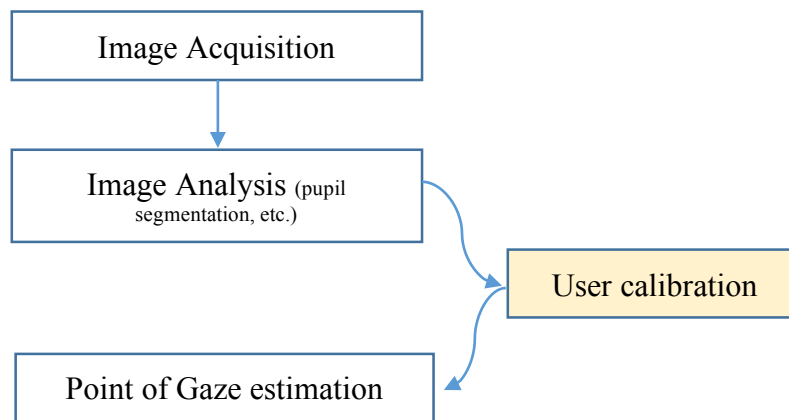 Image Acquisition
Image Analysis (pupil
segmentation, etc.)
User calibration
Point of Gaze estimation